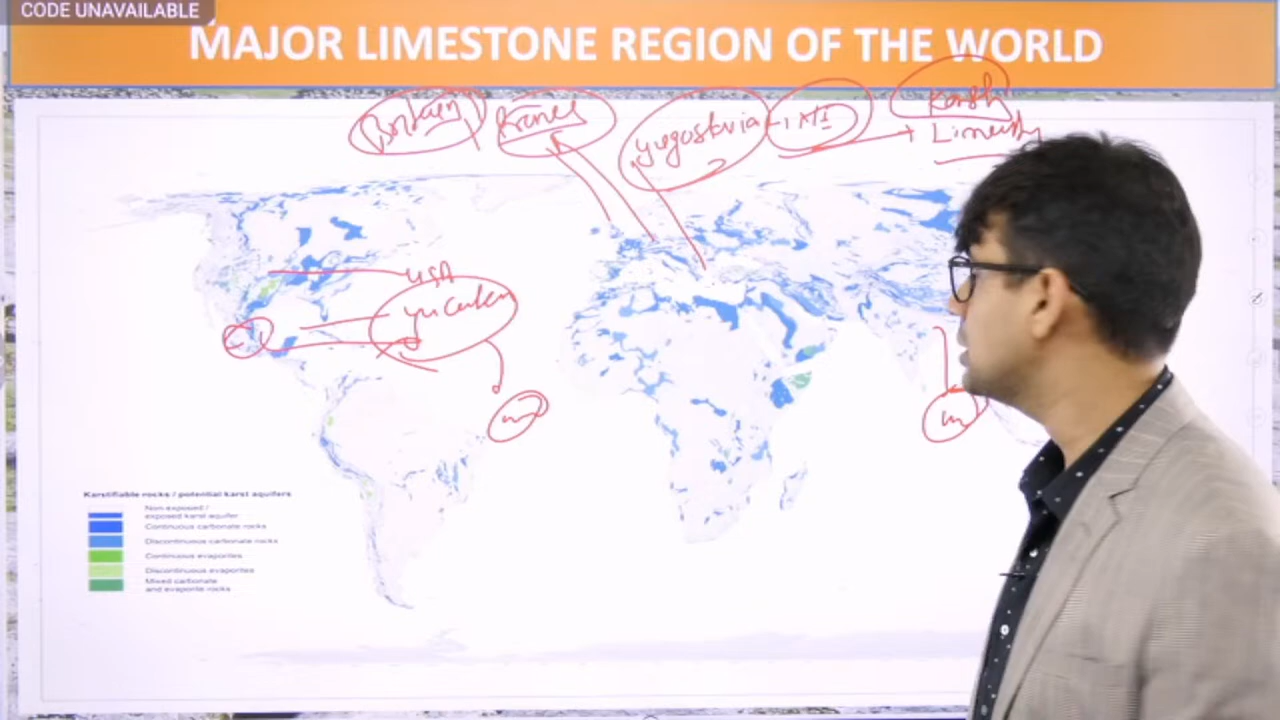 CODE UNAVAILABLE
MAJOR LIMESTONE REGION OF THE WORLD
Britain
France
Yugoslavia
Karst
USA
Yucatan
Karstifiable rocks / potential karst aquifers
Non-exposed /
exposed karst aquifer
Continuous carbonate rocks
Discontinuous carbonate rocks
Continuous evaporites
Discontinuous evaporites
Mixed carbonate
and evaporite rocks